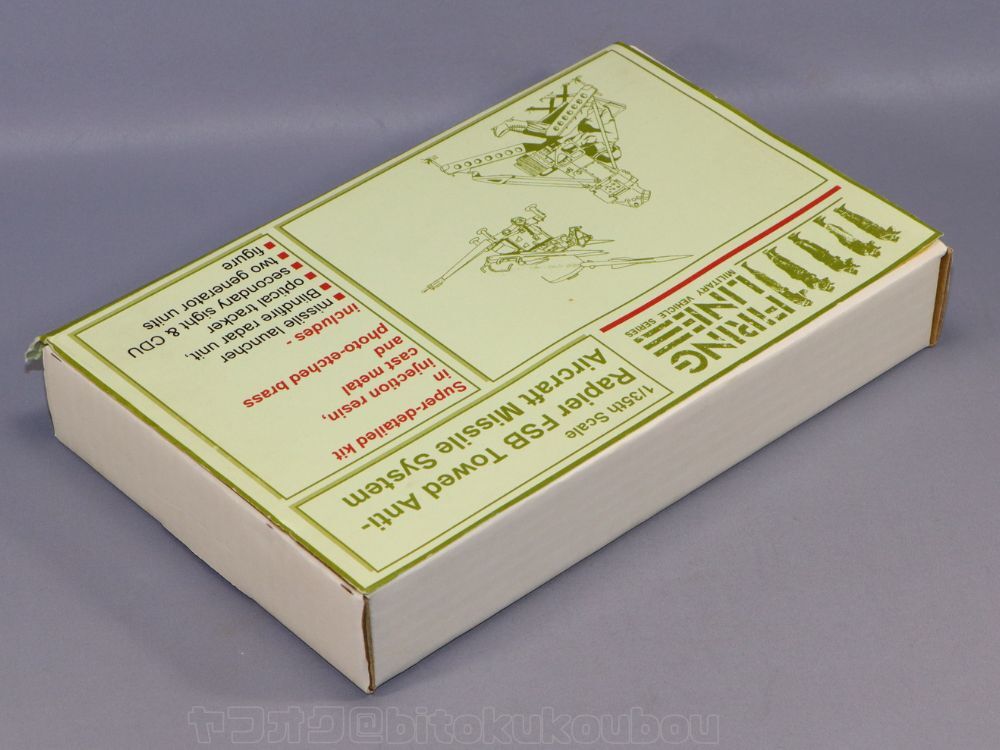 FIRING
LINE
MILITARY VEHICLE SERIES
1/35th Scale
Rapier FSB Towed Anti-
Aircraft Missile System
Super-detailed kit
in injection resin,
cast metal
and
photo-etched brass
includes -
missile launcher
Blindfire radar unit,
optical tracker
secondary sight & CDU
two generator units
figure
ヤフオク@bitokukoubou